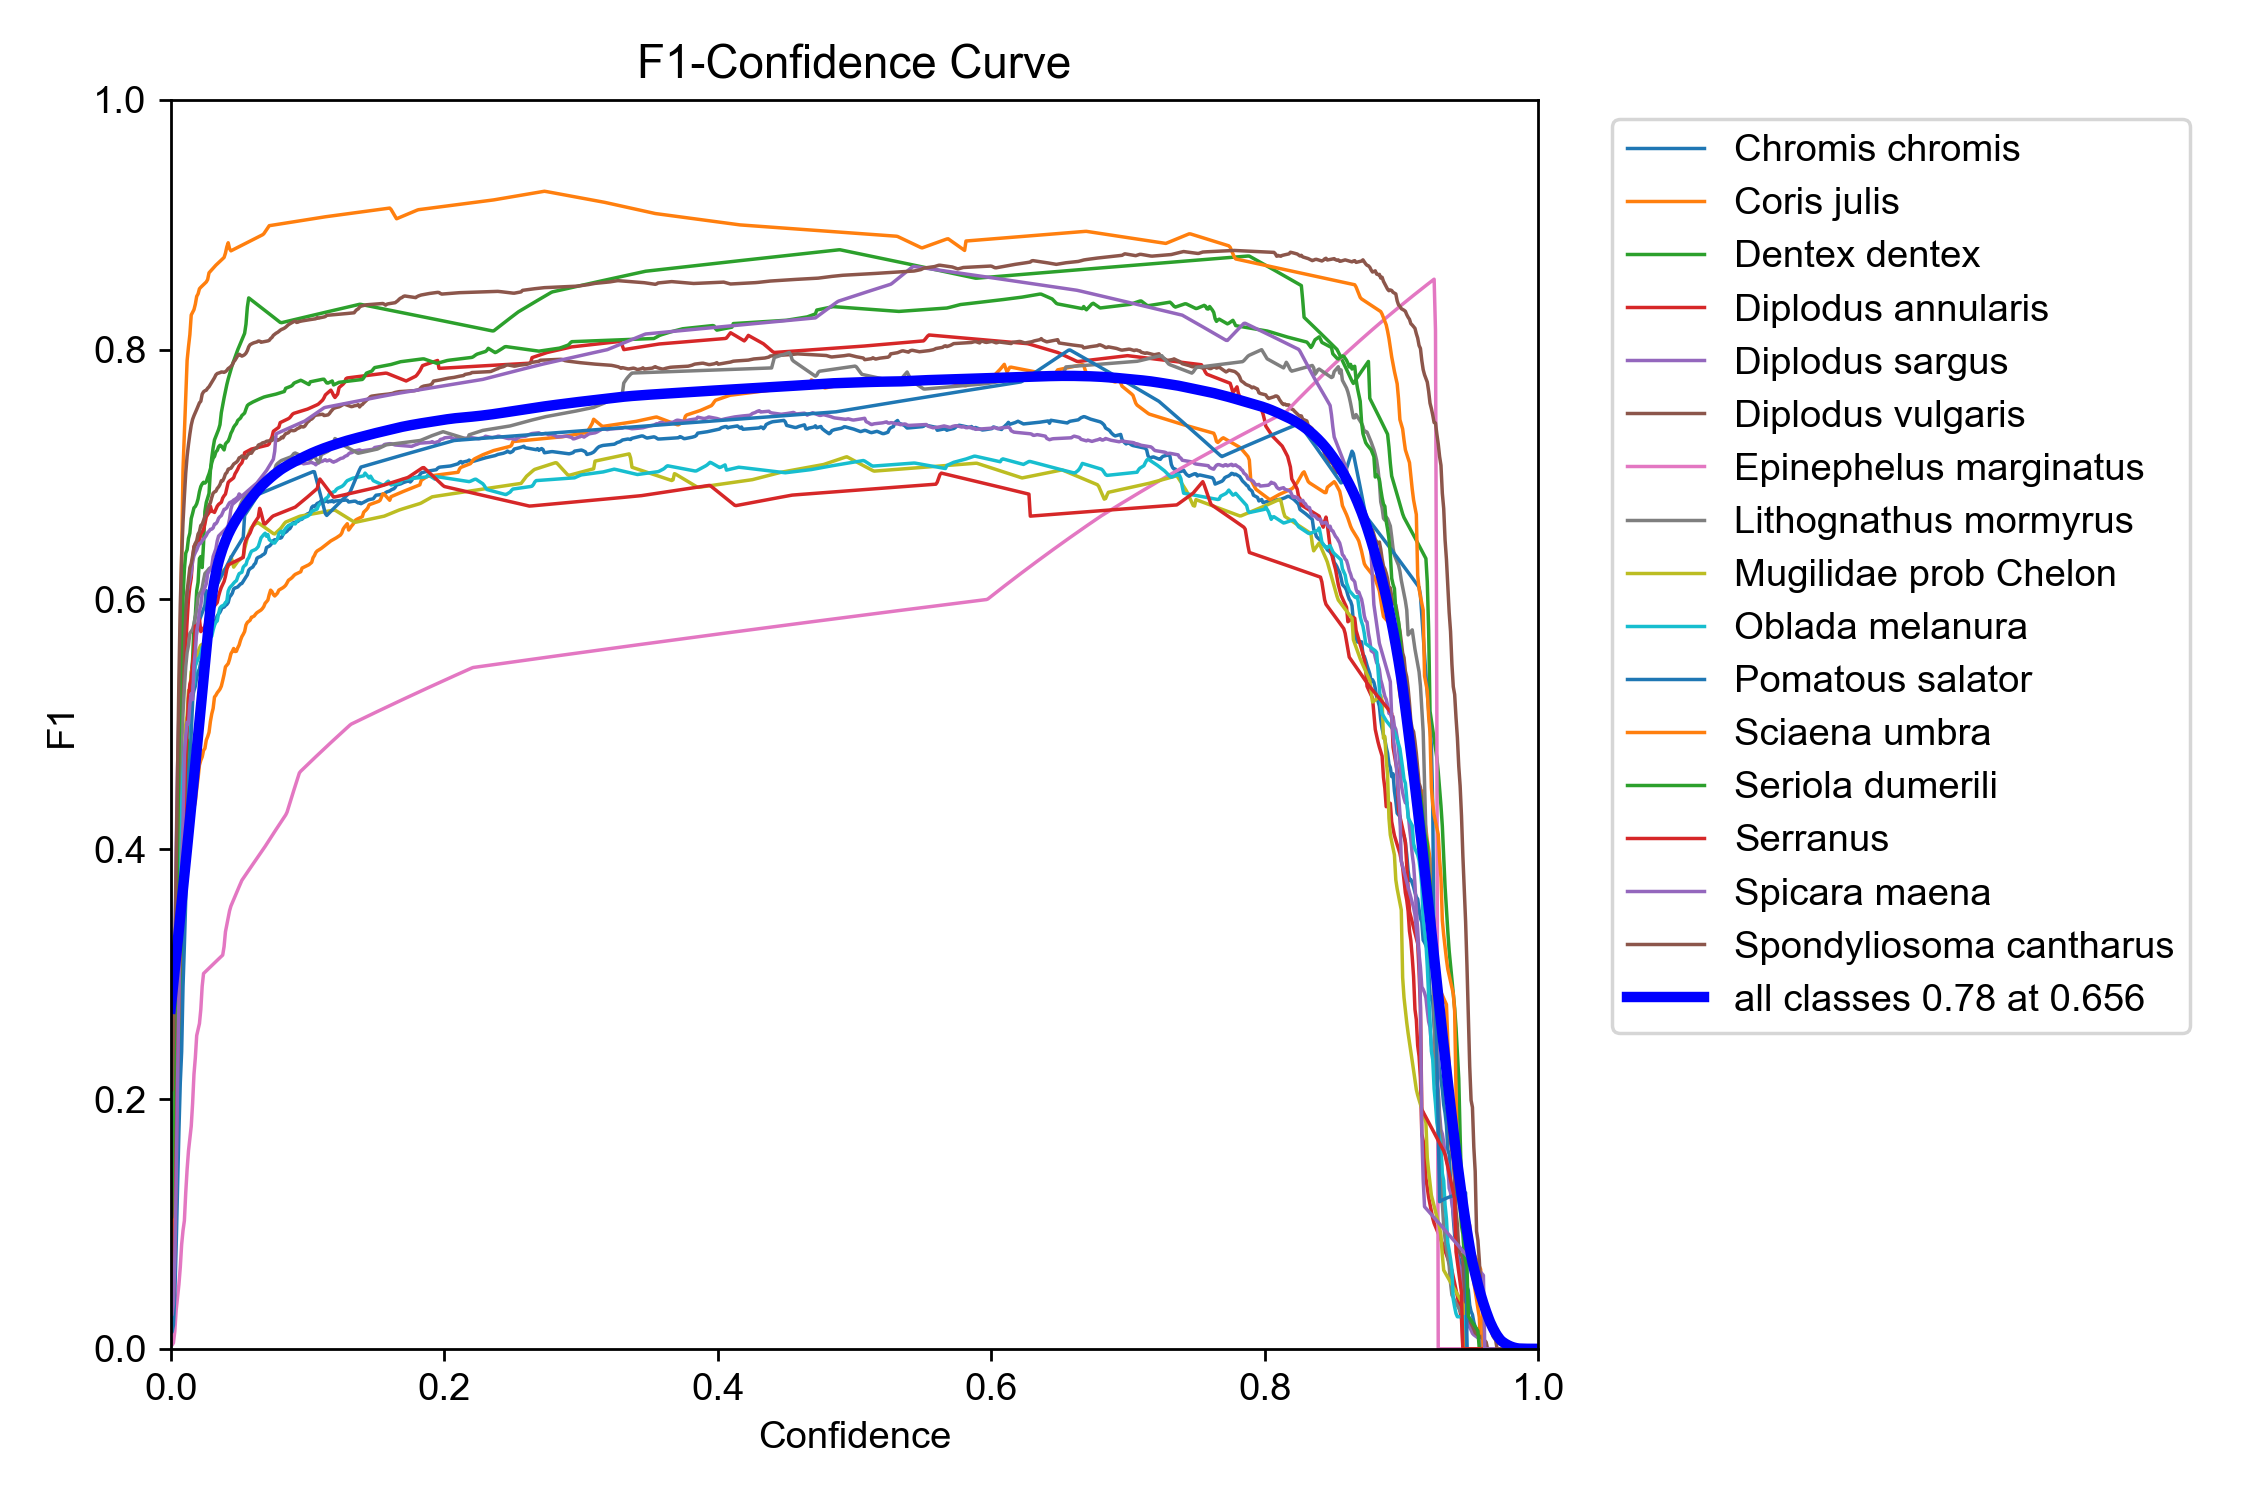 F1-Confidence Curve
1.0
0.8
0.6
0.4
0.2
0.0
F1
0.0 0.2 0.4 0.6 0.8 1.0
Confidence
Chromis chromis
Coris julis
Dentex dentex
Diplodus annularis
Diplodus sargus
Diplodus vulgaris
Epinephelus marginatus
Lithognathus mormyrus
Mugilidae prob Chelon
Oblada melanura
Pomatous salator
Sciaena umbra
Seriola dumerili
Serranus
Spicara maena
Spondyliosoma cantharus
all classes 0.78 at 0.656